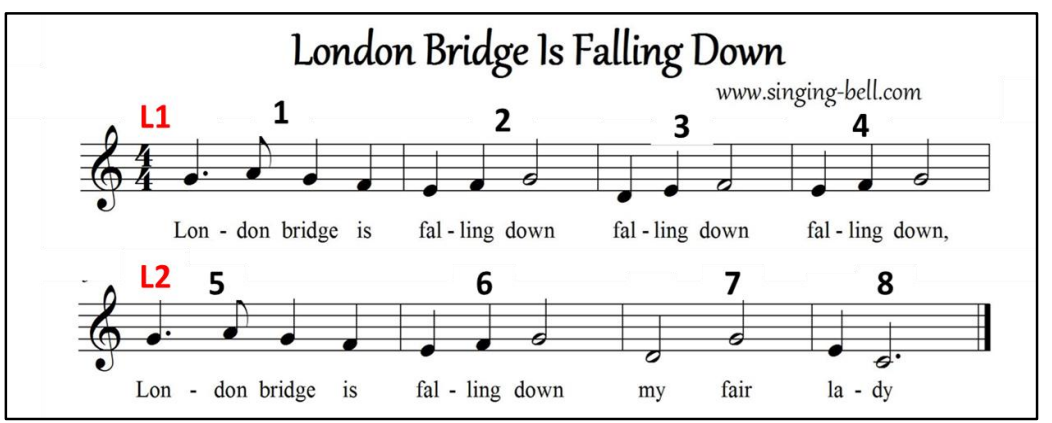 London Bridge Is Falling Down
www.singing-bell.com
L1 1 2 3 4
4
4
Lon - don bridge is fal - ling down fal - ling down fal - ling down,
L2 5 6 7 8
Lon - don bridge is fal - ling down my fair la - dy